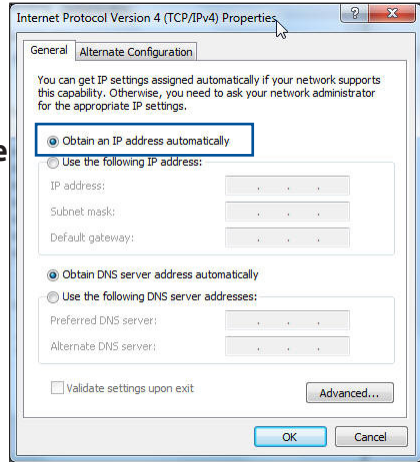 Internet Protocol Version 4 (TCP/IPv4) Properties
General Alternate Configuration
You can get IP settings assigned automatically if your network supports
this capability. Otherwise, you need to ask your network administrator
for the appropriate IP settings.
Obtain an IP address automatically
e
Use the following IP address:
IP address:
Subnet mask:
Default gateway:
Obtain DNS server address automatically
Use the following DNS server addresses:
Preferred DNS server:
Alternate DNS server:
Validate settings upon exit
Advanced...
OK Cancel